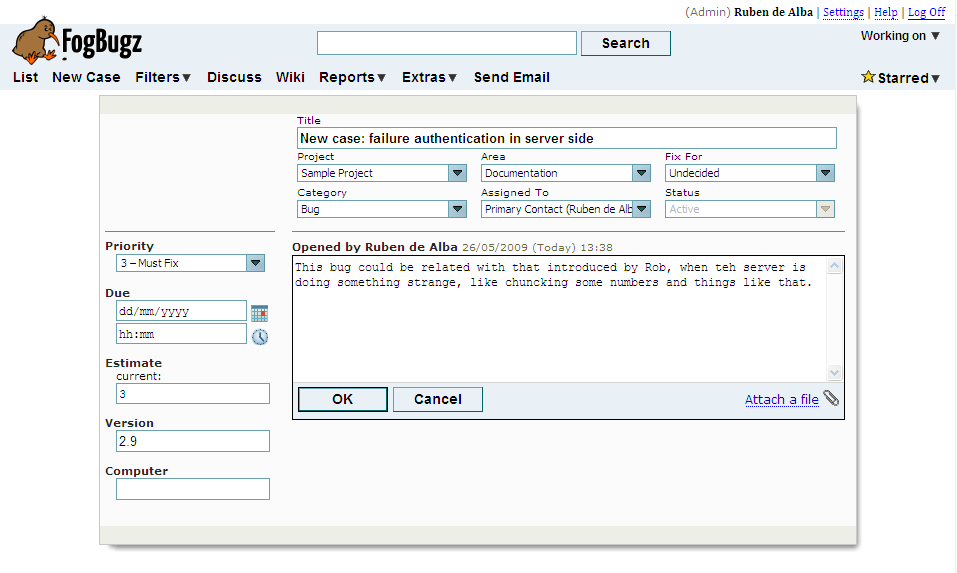 (Admin) Ruben de Alba | Settings | Help | Log Off
FogBugz
Search
Working on ▼
List New Case Filters▼ Discuss Wiki Reports▼ Extras▼ Send Email
Starred▼
Title
New case: failure authentication in server side
Project Area Fix For
Sample Project Documentation Undecided
Category Assigned To Status
Bug Primary Contact (Ruben de Alb Active
Priority
3 – Must Fix
Due
dd/mm/yyyy
hh:mm
Estimate
current:
3
Version
2.9
Computer
Opened by Ruben de Alba 26/05/2009 (Today) 13:38
This bug could be related with that introduced by Rob, when teh server is
doing something strange, like chuncking some numbers and things like that.
OK Cancel Attach a file